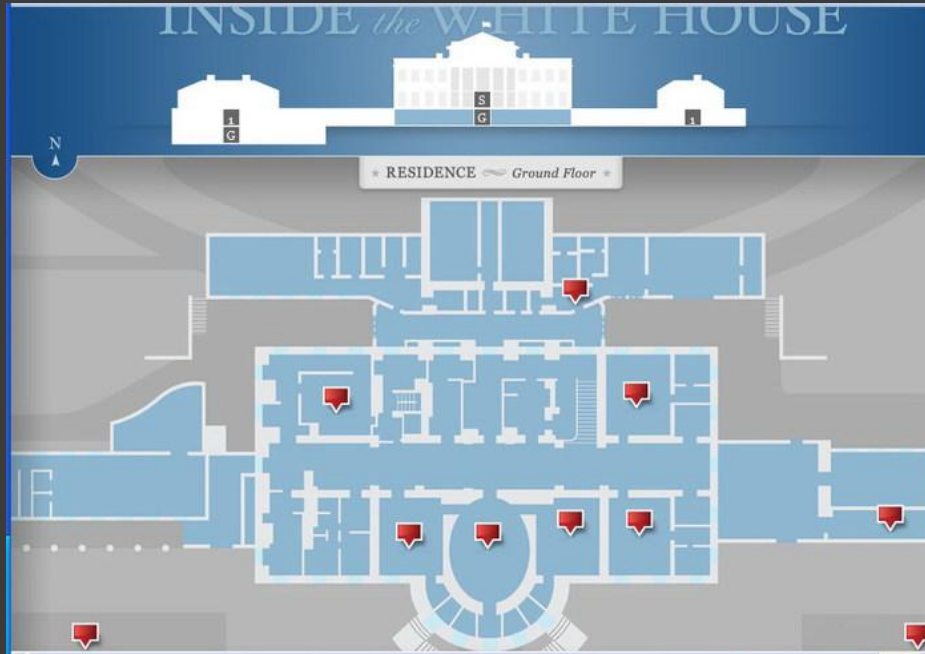 INSIDE the WHITE HOUSE
S
1 G 1
G
N
RESIDENCE Ground Floor